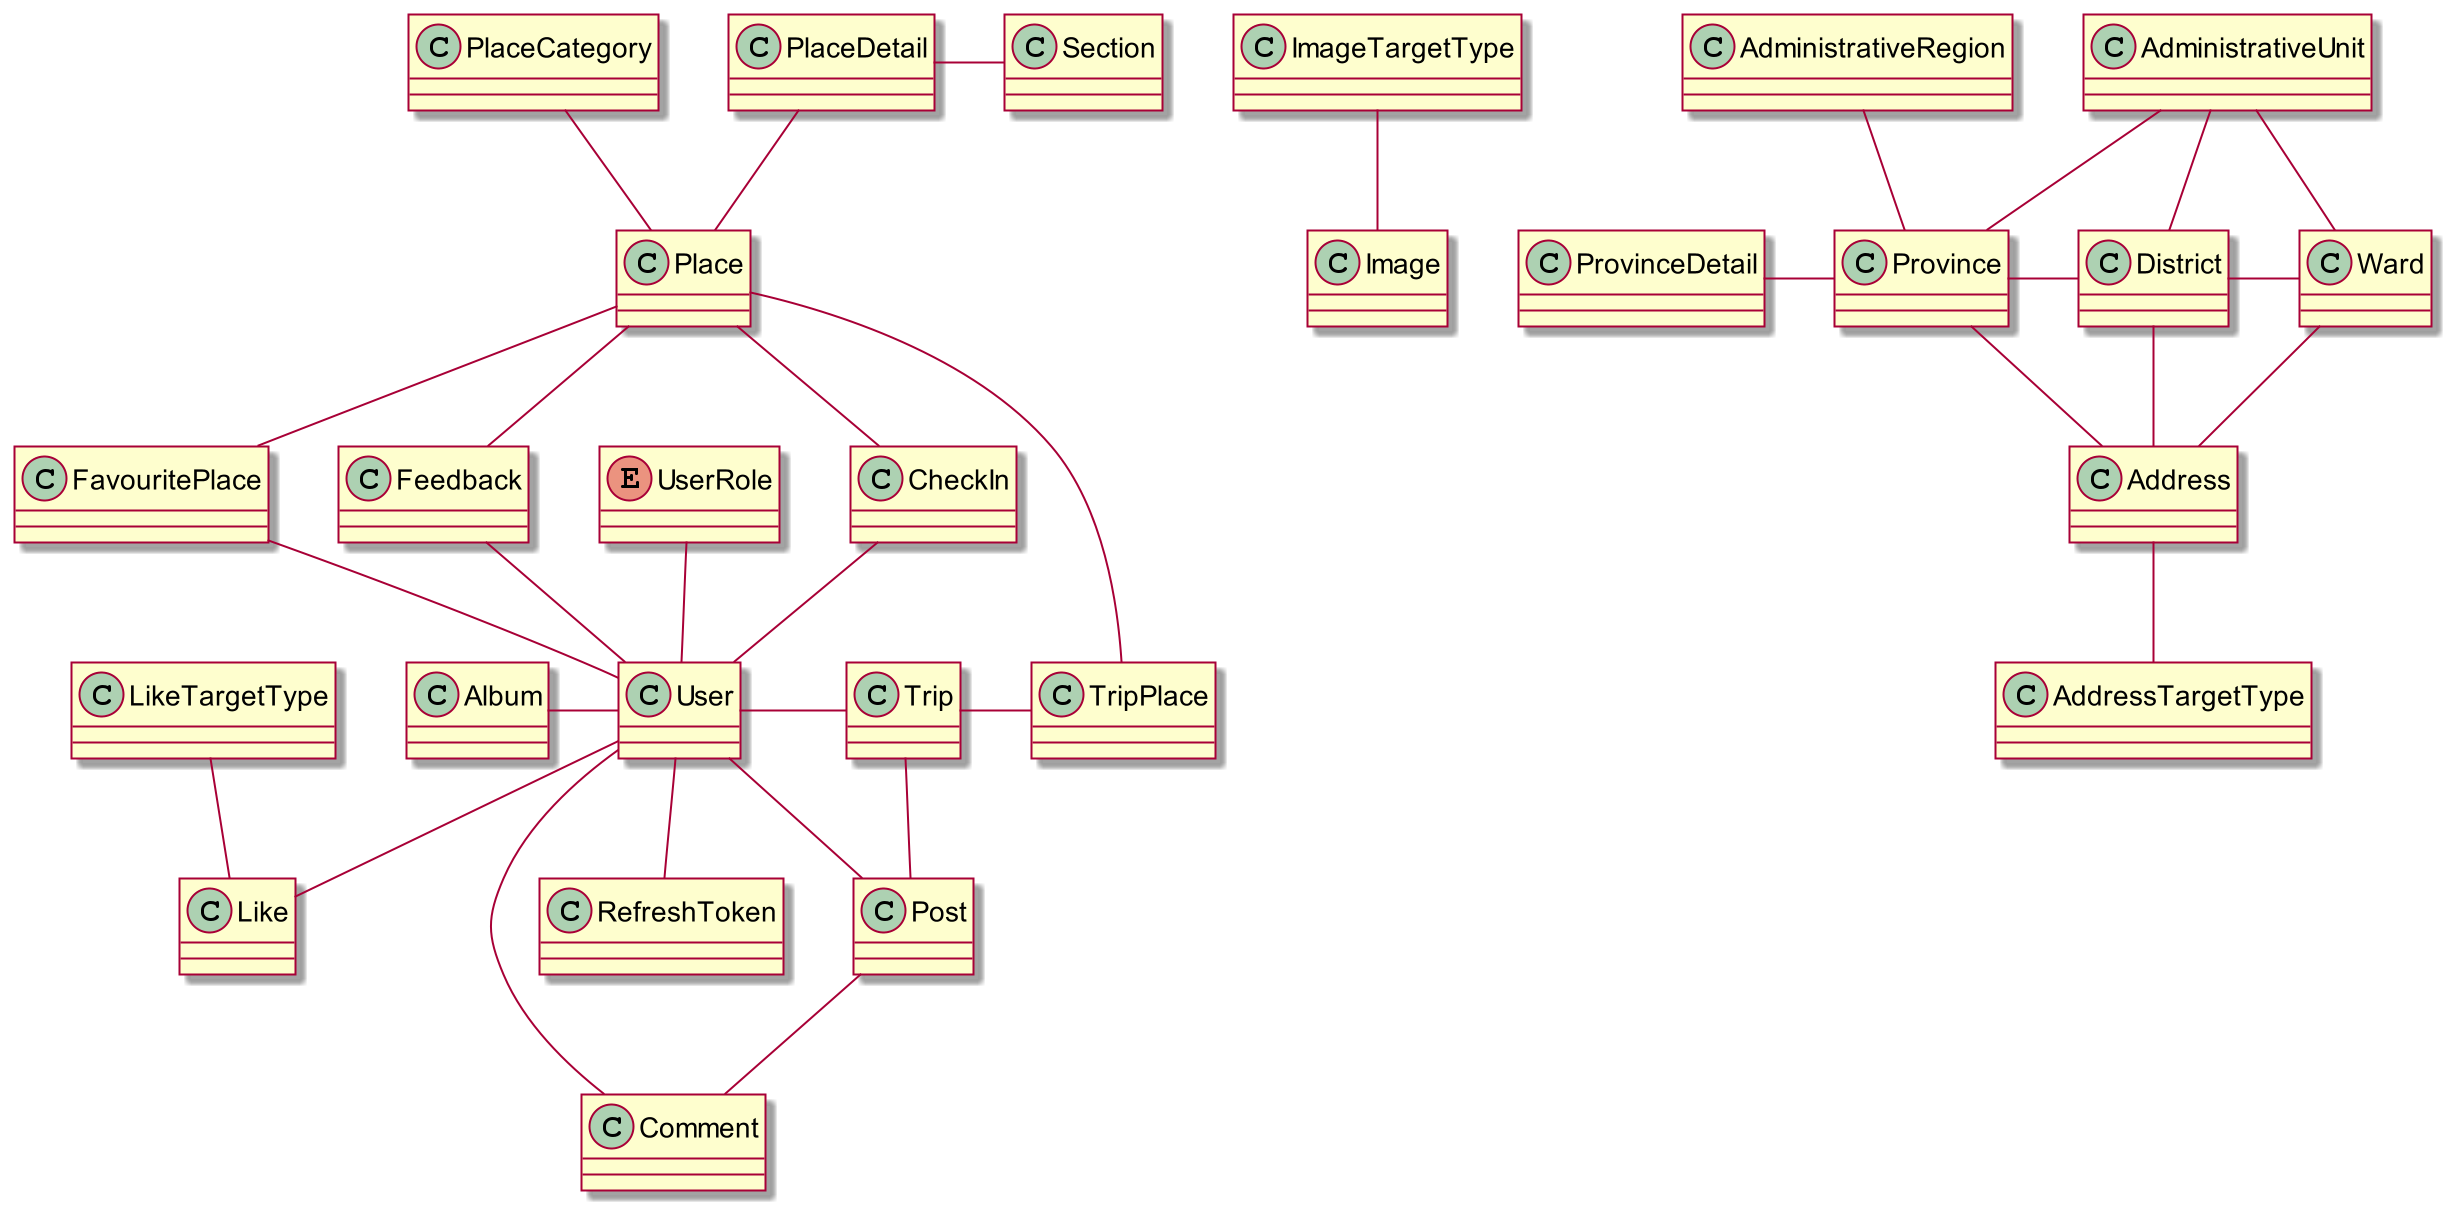 C PlaceCategory
C PlaceDetail
C Section
C ImageTargetType
C AdministrativeRegion
C AdministrativeUnit
C Place
C Image
C ProvinceDetail
C Province
C District
C Ward
C FavouritePlace
C Feedback
E UserRole
C CheckIn
C Address
C LikeTargetType
C Album
C User
C Trip
C TripPlace
C AddressTargetType
C Like
C RefreshToken
C Post
C Comment